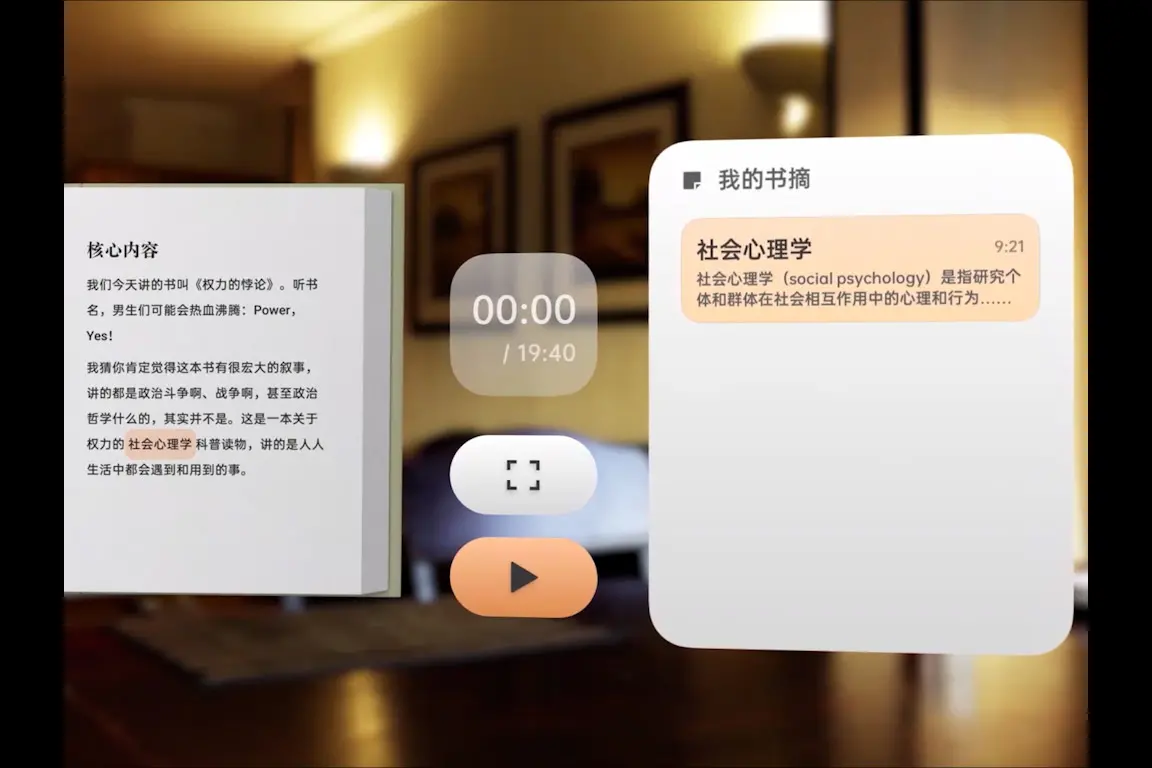 核心内容
我们今天讲的书叫《权力的悖论》。听书
名，男生们可能会热血沸腾：Power，
Yes!
我猜你肯定觉得这本书有很宏大的叙事，
讲的都是政治斗争啊、战争啊，甚至政治
哲学什么的，其实并不是。这是一本关于
权力的 社会心理学 科普读物，讲的是人人
生活中都会遇到和用到的事。
00:00
/ 19:40
我的书摘
社会心理学 9:21
社会心理学（social psychology）是指研究个
体和群体在社会相互作用中的心理和行为……